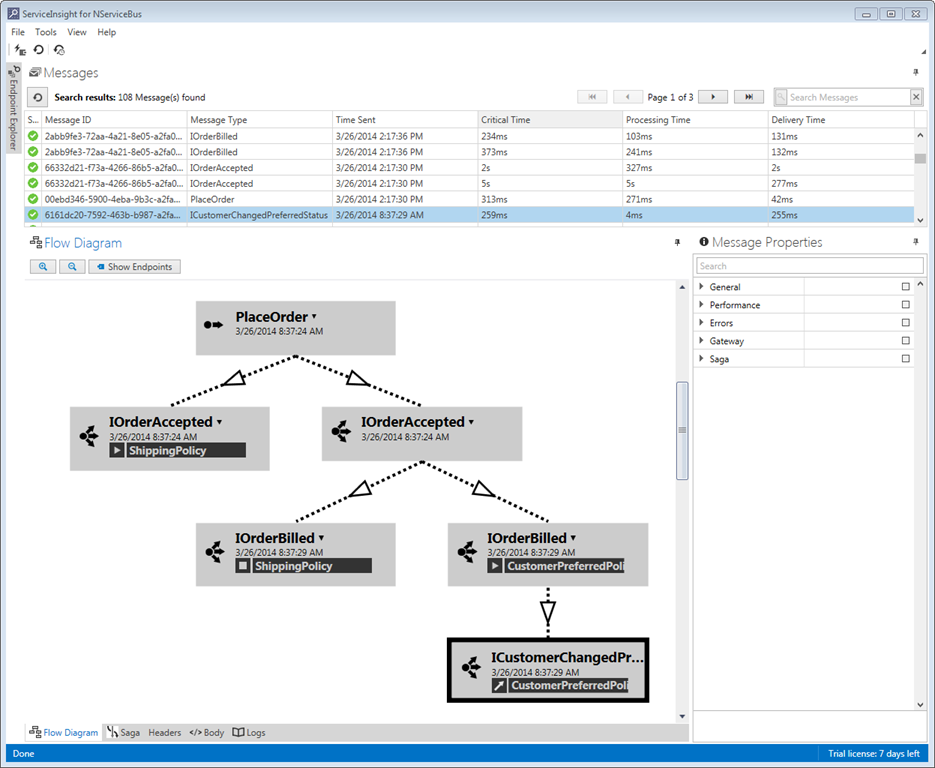 ServiceInsight for NServiceBus
File Tools View Help
Endpoint Explorer
Messages
Search results: 108 Message(s) found
Page 1 of 3
Search Messages
S... Message ID Message Type Time Sent Critical Time Processing Time Delivery Time
2abb9fe3-72aa-4a21-8e05-a2fa0... IOrderBilled 3/26/2014 2:17:36 PM 234ms 103ms 131ms
2abb9fe3-72aa-4a21-8e05-a2fa0... IOrderBilled 3/26/2014 2:17:36 PM 373ms 241ms 132ms
66332d21-f73a-4266-86b5-a2fa0... IOrderAccepted 3/26/2014 2:17:30 PM 2s 327ms 2s
66332d21-f73a-4266-86b5-a2fa0... IOrderAccepted 3/26/2014 2:17:30 PM 5s 5s 277ms
00ebd346-5900-4eba-9b3c-a2fa... PlaceOrder 3/26/2014 2:17:30 PM 313ms 271ms 42ms
6161dc20-7592-463b-b987-a2fa... ICustomerChangedPreferredStatus 3/26/2014 8:37:29 AM 259ms 4ms 255ms
Flow Diagram
Show Endpoints
PlaceOrder
3/26/2014 8:37:24 AM
IOrderAccepted
3/26/2014 8:37:24 AM
ShippingPolicy
IOrderAccepted
3/26/2014 8:37:24 AM
IOrderBilled
3/26/2014 8:37:29 AM
ShippingPolicy
IOrderBilled
3/26/2014 8:37:29 AM
CustomerPreferredPoli
ICustomerChangedPr...
3/26/2014 8:37:29 AM
CustomerPreferredPoli
Message Properties
Search
General
Performance
Errors
Gateway
Saga
Flow Diagram Saga Headers </> Body Logs
Done
Trial license: 7 days left